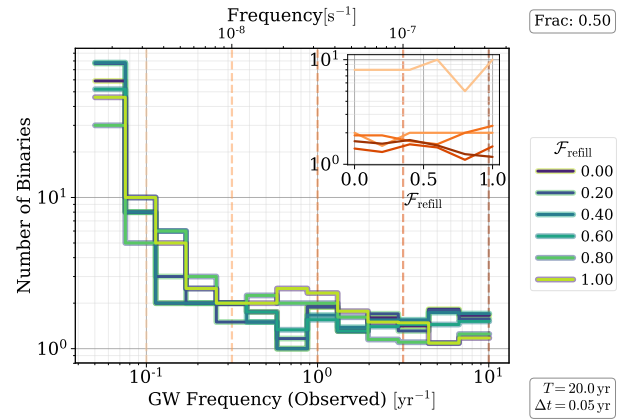 Frequency[s⁻¹]
10⁻⁸ 10⁻⁷
Frac: 0.50
Number of Binaries
10¹
10⁰
10¹
10⁰
0.0 0.5 1.0
ℱ_refill
ℱ_refill
0.00
0.20
0.40
0.60
0.80
1.00
10⁻¹ 10⁰ 10¹
GW Frequency (Observed) [yr⁻¹]
T = 20.0 yr
Δt = 0.05 yr